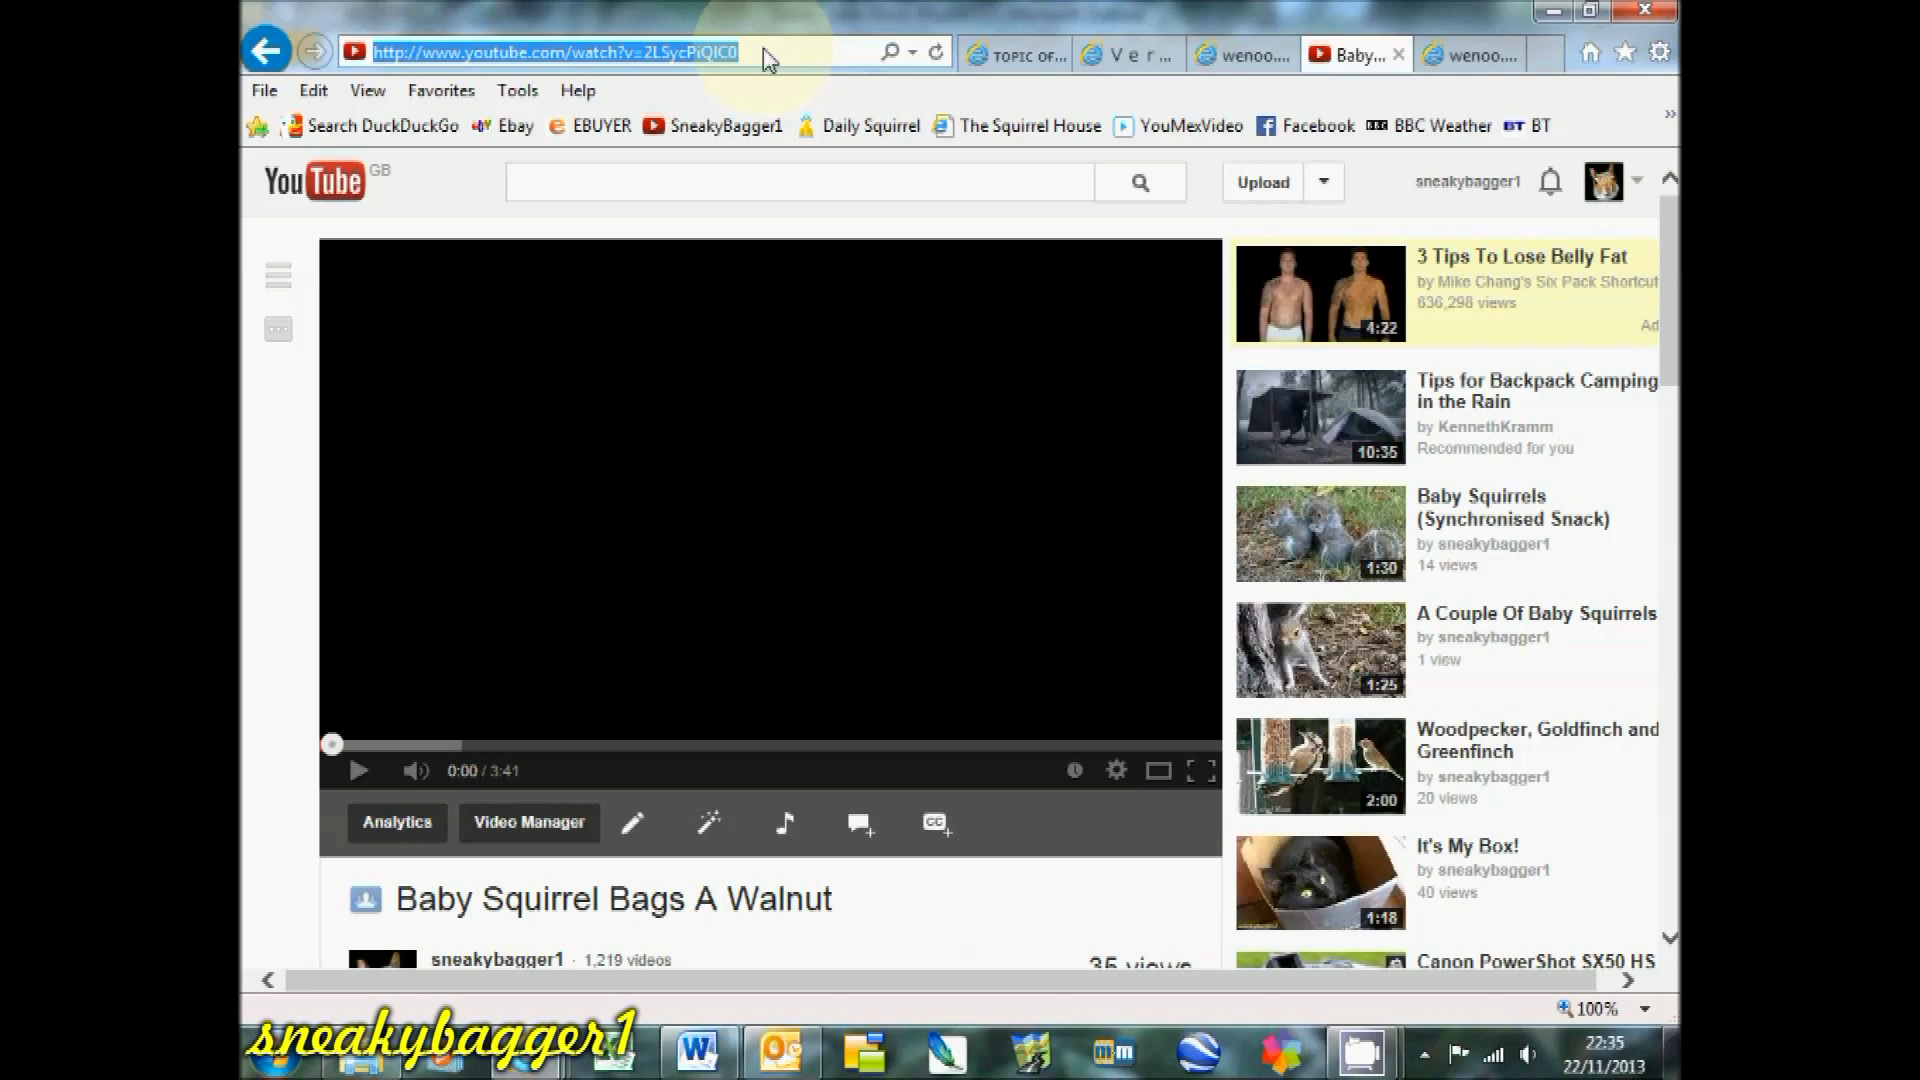 http://www.youtube.com/watch?v=2LSycPiQIC0
TOPIC OF...
V e r ...
wenoo....
Baby...
wenoo....
File Edit View Favorites Tools Help
Search DuckDuckGo
Ebay
EBUYER
SneakyBagger1
Daily Squirrel
The Squirrel House
YouMexVideo
Facebook
BBC BBC Weather
BT BT
YouTube GB
Upload
sneakybagger1
3 Tips To Lose Belly Fat
by Mike Chang's Six Pack Shortcut
636,298 views
Ad
4:22
Tips for Backpack Camping
in the Rain
by KennethKramm
Recommended for you
10:35
Baby Squirrels
(Synchronised Snack)
by sneakybagger1
14 views
1:30
A Couple Of Baby Squirrels
by sneakybagger1
1 view
1:25
Woodpecker, Goldfinch and
Greenfinch
by sneakybagger1
20 views
2:00
It's My Box!
by sneakybagger1
40 views
1:18
Canon PowerShot SX50 HS
0:00 / 3:41
Analytics
Video Manager
CC
Baby Squirrel Bags A Walnut
sneakybagger1 · 1,219 videos
35 views
100%
sneakybagger1
22:35
22/11/2013